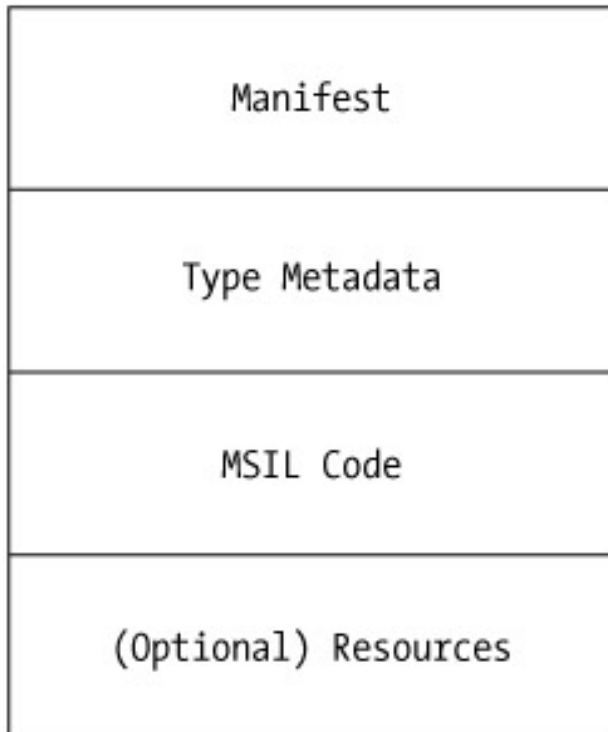 Manifest
Type Metadata
MSIL Code
(Optional) Resources